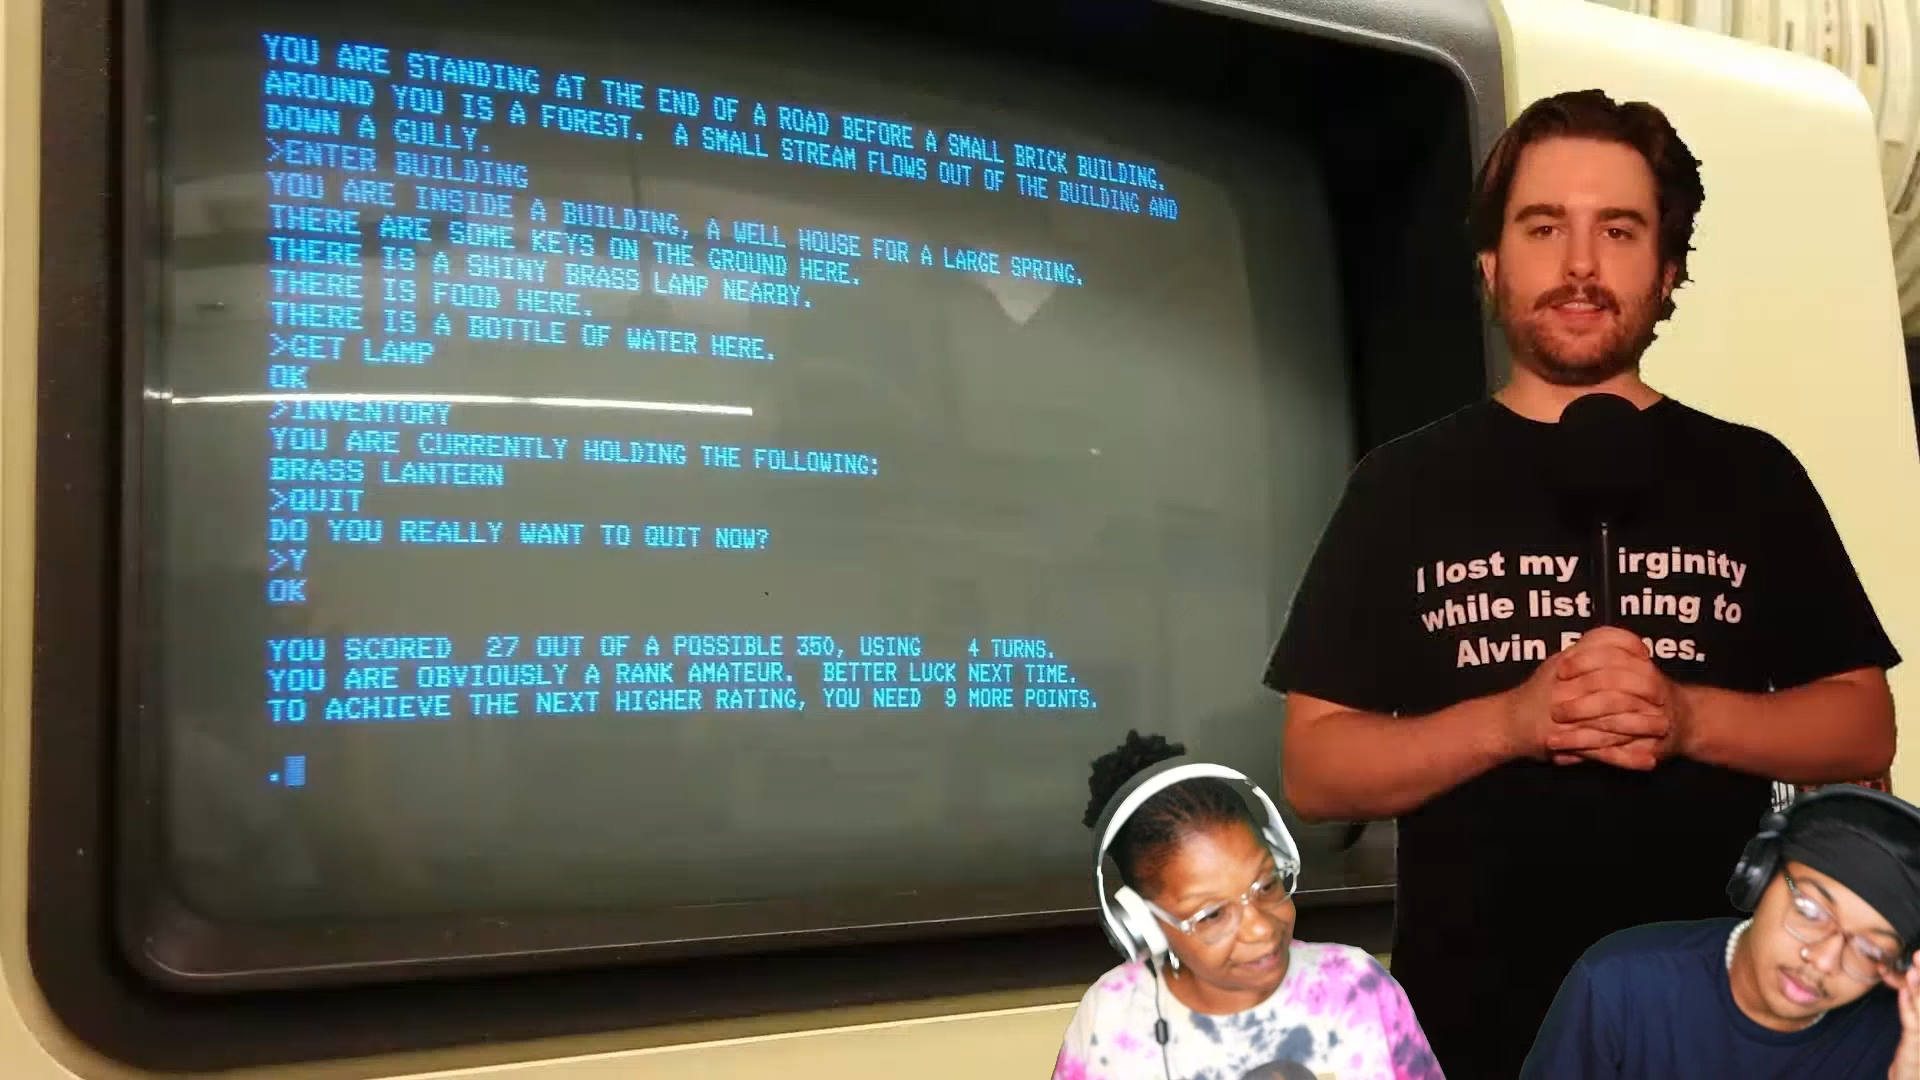 YOU ARE STANDING AT THE END OF A ROAD BEFORE A SMALL BRICK BUILDING.
AROUND YOU IS A FOREST. A SMALL STREAM FLOWS OUT OF THE BUILDING AND
DOWN A GULLY.
>ENTER BUILDING
YOU ARE INSIDE A BUILDING, A WELL HOUSE FOR A LARGE SPRING.
THERE ARE SOME KEYS ON THE GROUND HERE.
THERE IS A SHINY BRASS LAMP NEARBY.
THERE IS FOOD HERE.
THERE IS A BOTTLE OF WATER HERE.
>GET LAMP
OK
>INVENTORY
YOU ARE CURRENTLY HOLDING THE FOLLOWING:
BRASS LANTERN
>QUIT
DO YOU REALLY WANT TO QUIT NOW?
>Y
OK
YOU SCORED 27 OUT OF A POSSIBLE 350, USING 4 TURNS.
YOU ARE OBVIOUSLY A RANK AMATEUR. BETTER LUCK NEXT TIME.
TO ACHIEVE THE NEXT HIGHER RATING, YOU NEED 9 MORE POINTS.
.
I lost my irginity
while list ning to
Alvin